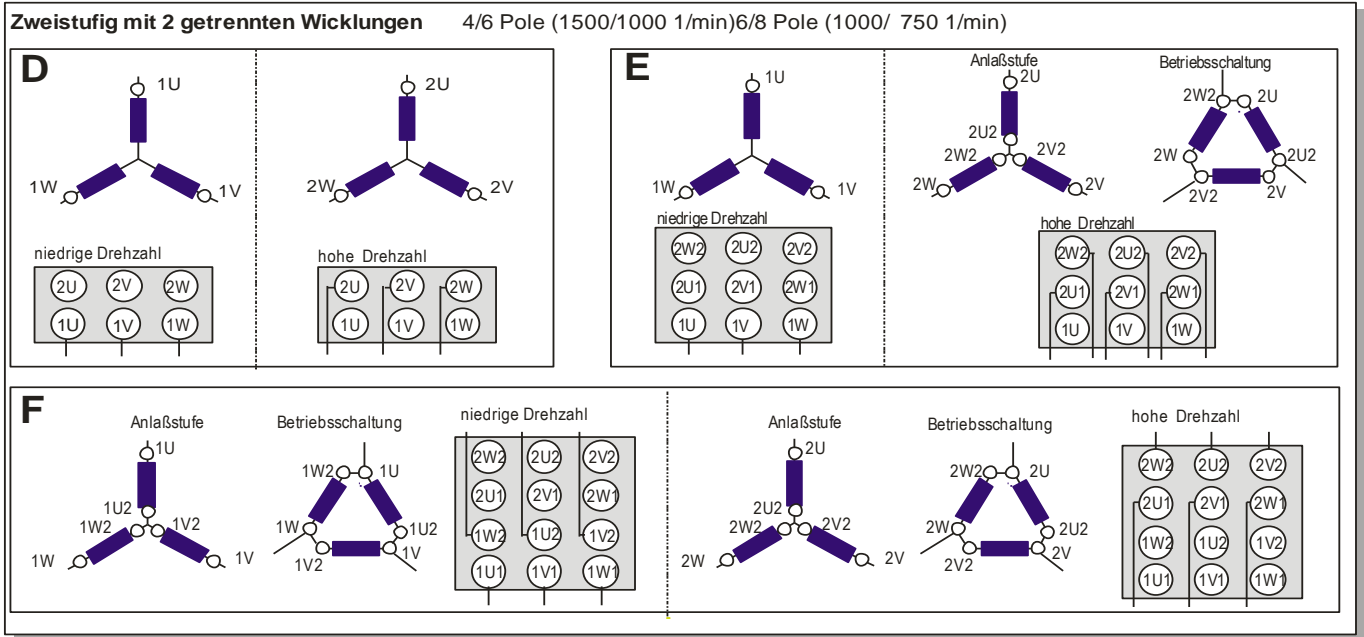 Zweistufig mit 2 getrennten Wicklungen 4/6 Pole (1500/1000 1/min)6/8 Pole (1000/ 750 1/min)
D
1U
1W 1V
niedrige Drehzahl
2U 2V 2W
1U 1V 1W
2U
2W 2V
hohe Drehzahl
2U 2V 2W
1U 1V 1W
E
1U
1W 1V
niedrige Drehzahl
2W2 2U2 2V2
2U1 2V1 2W1
1U 1V 1W
Anlaßstufe
2U
2U2
2W2 2V2
2W 2V
Betriebsschaltung
2W2 2U
2W 2U2
2V2 2V
hohe Drehzahl
2W2 2U2 2V2
2U1 2V1 2W1
1U 1V 1W
F
Anlaßstufe
1U
1U2
1W2 1V2
1W 1V
Betriebsschaltung
1W2 1U
1W 1U2
1V2 1V
niedrige Drehzahl
2W2 2U2 2V2
2U1 2V1 2W1
1W2 1U2 1V2
1U1 1V1 1W1
Anlaßstufe
2U
2U2
2W2 2V2
2W 2V
Betriebsschaltung
2W2 2U
2W 2U2
2V2 2V
hohe Drehzahl
2W2 2U2 2V2
2U1 2V1 2W1
1W2 1U2 1V2
1U1 1V1 1W1